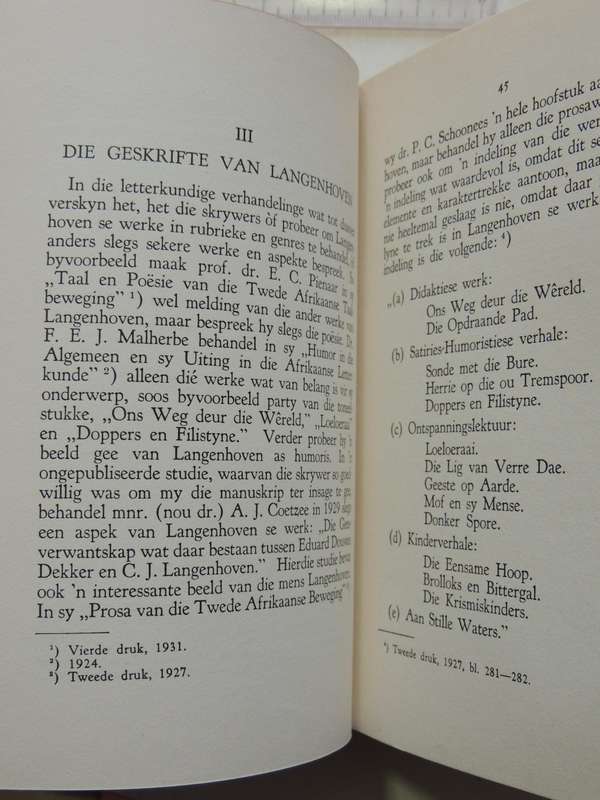 III
DIE GESKRIFTE VAN LANGENHOVEN
In die letterkundige verhandelinge wat tot dusver
verskyn het, het die skrywers òf probeer om Langen-
hoven se werke in rubrieke en genres te behandel, of
anders slegs sekere werke en aspekte bespreek. So
byvoorbeeld maak prof. dr. E. C. Pienaar in sy
„Taal en Poësie van die Twede Afrikaanse Taal-
beweging” ¹) wel melding van die ander werke van
Langenhoven, maar bespreek hy slegs die poësie. Dr.
F. E. J. Malherbe behandel in sy „Humor in die
Algemeen en sy Uiting in die Afrikaanse Letter-
kunde” ²) alleen dié werke wat van belang is vir sy
onderwerp, soos byvoorbeeld party van die toneel-
stukke, „Ons Weg deur die Wêreld,” „Loeloeraai”
en „Doppers en Filistyne.” Verder probeer hy 'n
beeld gee van Langenhoven as humoris. In 'n
ongepubliseerde studie, waarvan die skrywer so goed-
willig was om my die manuskrip ter insage te gee,
behandel mnr. (nou dr.) A. J. Coetzee in 1929 slegs
een aspek van Langenhoven se werk: „Die Gees-
verwantskap wat daar bestaan tussen Eduard Douwes
Dekker en C. J. Langenhoven.” Hierdie studie bevat
ook 'n interessante beeld van die mens Langenhoven.
In sy „Prosa van die Twede Afrikaanse Beweging”
¹) Vierde druk, 1931.
²) 1924.
³) Tweede druk, 1927.
45
wy dr. P. C. Schoonees 'n hele hoofstuk aan
hoven, maar behandel hy alleen die prosaw
probeer ook om 'n indeling van die werk
'n indeling wat waardevol is, omdat dit se
elemente en karaktertrekke aantoon, maar
nie heeltemal geslaag is nie, omdat daar
lyne te trek is in Langenhoven se werk
indeling is die volgende: ⁴)
„(a) Didaktiese werk:
Ons Weg deur die Wêreld.
Die Opdraande Pad.
(b) Satiries-Humoristiese verhale:
Sonde met die Bure.
Herrie op die ou Tremspoor.
Doppers en Filistyne.
(c) Ontspanningslektuur:
Loeloeraai.
Die Lig van Verre Dae.
Geeste op Aarde.
Mof en sy Mense.
Donker Spore.
(d) Kinderverhale:
Die Eensame Hoop.
Brolloks en Bittergal.
Die Krismiskinders.
(e) Aan Stille Waters.”
⁴) Tweede druk, 1927, bl. 281—282.